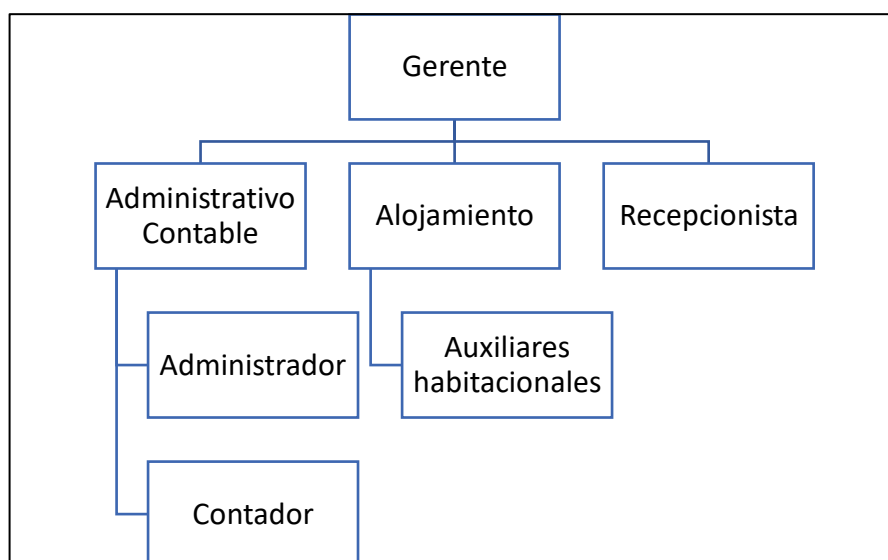 Gerente
Administrativo
Contable
Alojamiento
Recepcionista
Administrador
Auxiliares
habitacionales
Contador